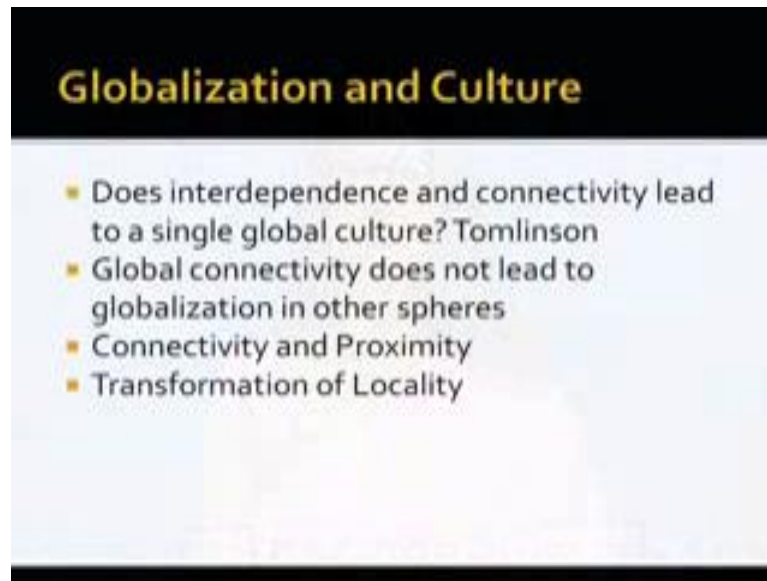 Globalization and Culture
▪ Does interdependence and connectivity lead
to a single global culture? Tomlinson
▪ Global connectivity does not lead to
globalization in other spheres
▪ Connectivity and Proximity
▪ Transformation of Locality